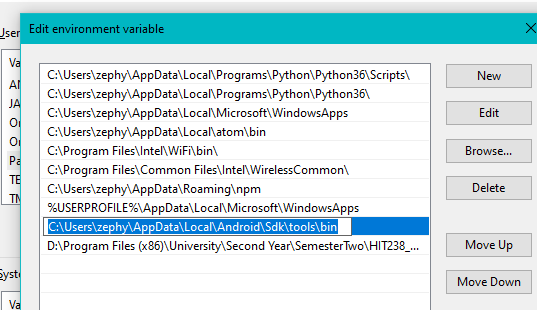 Edit environment variable
User
Va
AN
JA
On
On
Pa
TE
TM
Syste
Va
C:\Users\zephy\AppData\Local\Programs\Python\Python36\Scripts\
C:\Users\zephy\AppData\Local\Programs\Python\Python36\
C:\Users\zephy\AppData\Local\Microsoft\WindowsApps
C:\Users\zephy\AppData\Local\atom\bin
C:\Program Files\Intel\WiFi\bin\
C:\Program Files\Common Files\Intel\WirelessCommon\
C:\Users\zephy\AppData\Roaming\npm
%USERPROFILE%\AppData\Local\Microsoft\WindowsApps
C:\Users\zephy\AppData\Local\Android\Sdk\tools\bin
D:\Program Files (x86)\University\Second Year\SemesterTwo\HIT238_...
New
Edit
Browse...
Delete
Move Up
Move Down